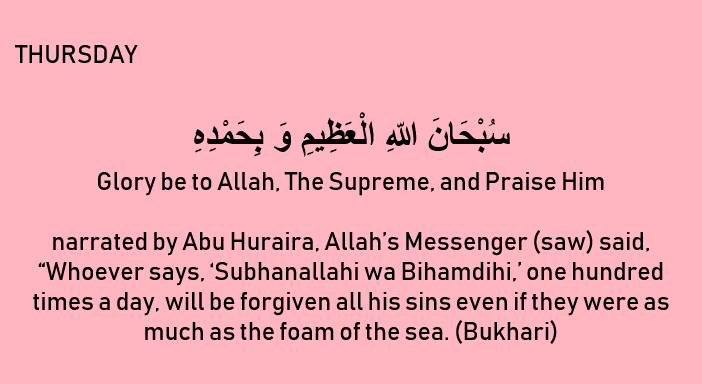 THURSDAY
سُبْحَانَ اللّهِ الْعَظِيمِ وَ بِحَمْدِهِ
Glory be to Allah, The Supreme, and Praise Him
narrated by Abu Huraira, Allah’s Messenger (saw) said,
“Whoever says, ‘Subhanallahi wa Bihamdihi,’ one hundred
times a day, will be forgiven all his sins even if they were as
much as the foam of the sea. (Bukhari)